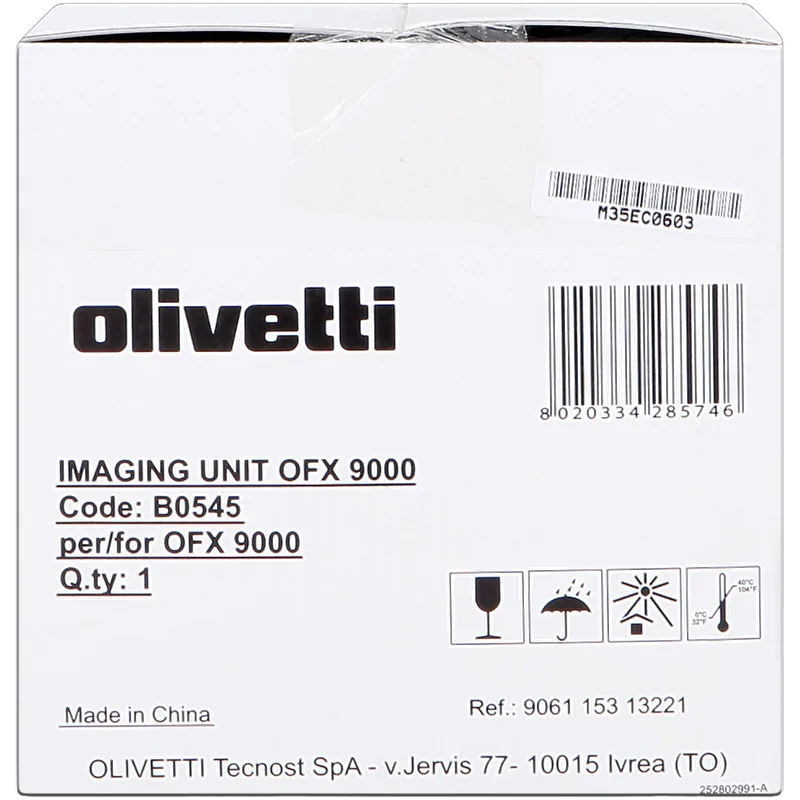 M35EC0603
olivetti
8 020334 285746
IMAGING UNIT OFX 9000
Code: B0545
per/for OFX 9000
Q.ty: 1
40°C
104°F
0°C
32°F
Made in China
Ref.: 9061 153 13221
OLIVETTI Tecnost SpA - v.Jervis 77- 10015 Ivrea (TO)
252802991-A